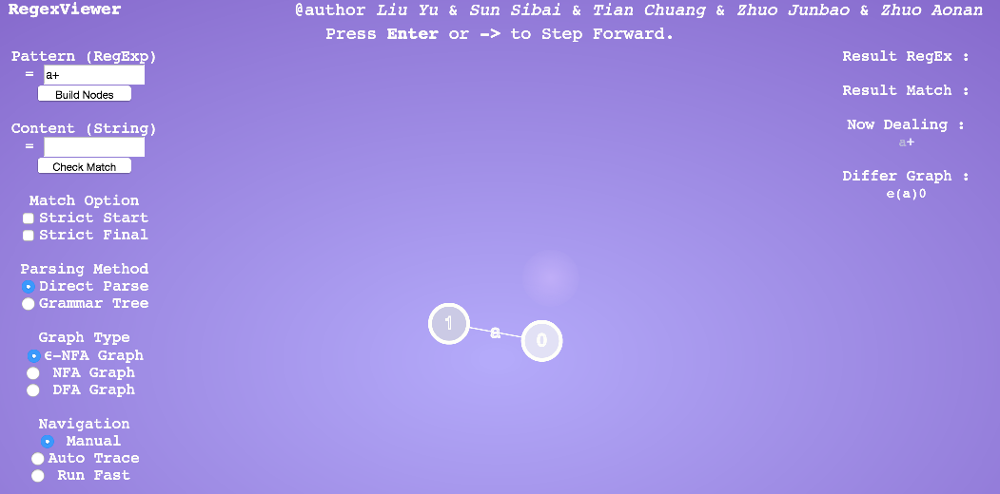 RegexViewer
@author Liu Yu & Sun Sibai & Tian Chuang & Zhuo Junbao & Zhuo Aonan
Press Enter or -> to Step Forward.
Pattern (RegExp)
= a+
Build Nodes
Content (String)
=
Check Match
Match Option
Strict Start
Strict Final
Parsing Method
Direct Parse
Grammar Tree
Graph Type
ϵ-NFA Graph
NFA Graph
DFA Graph
Navigation
Manual
Auto Trace
Run Fast
1
a
0
Result RegEx :
Result Match :
Now Dealing :
a+
Differ Graph :
e(a)0